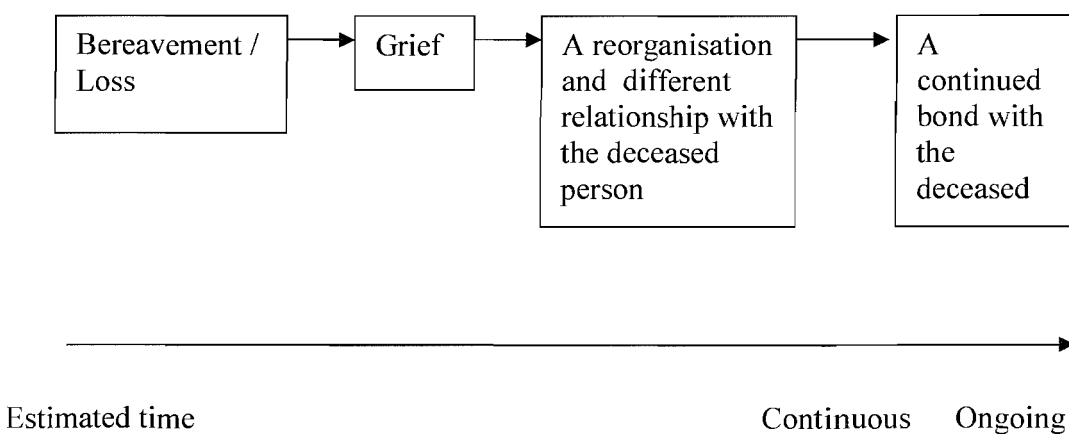 Bereavement /
Loss
Grief
A reorganisation
and different
relationship with
the deceased
person
A
continued
bond with
the
deceased
Estimated time
Continuous
Ongoing